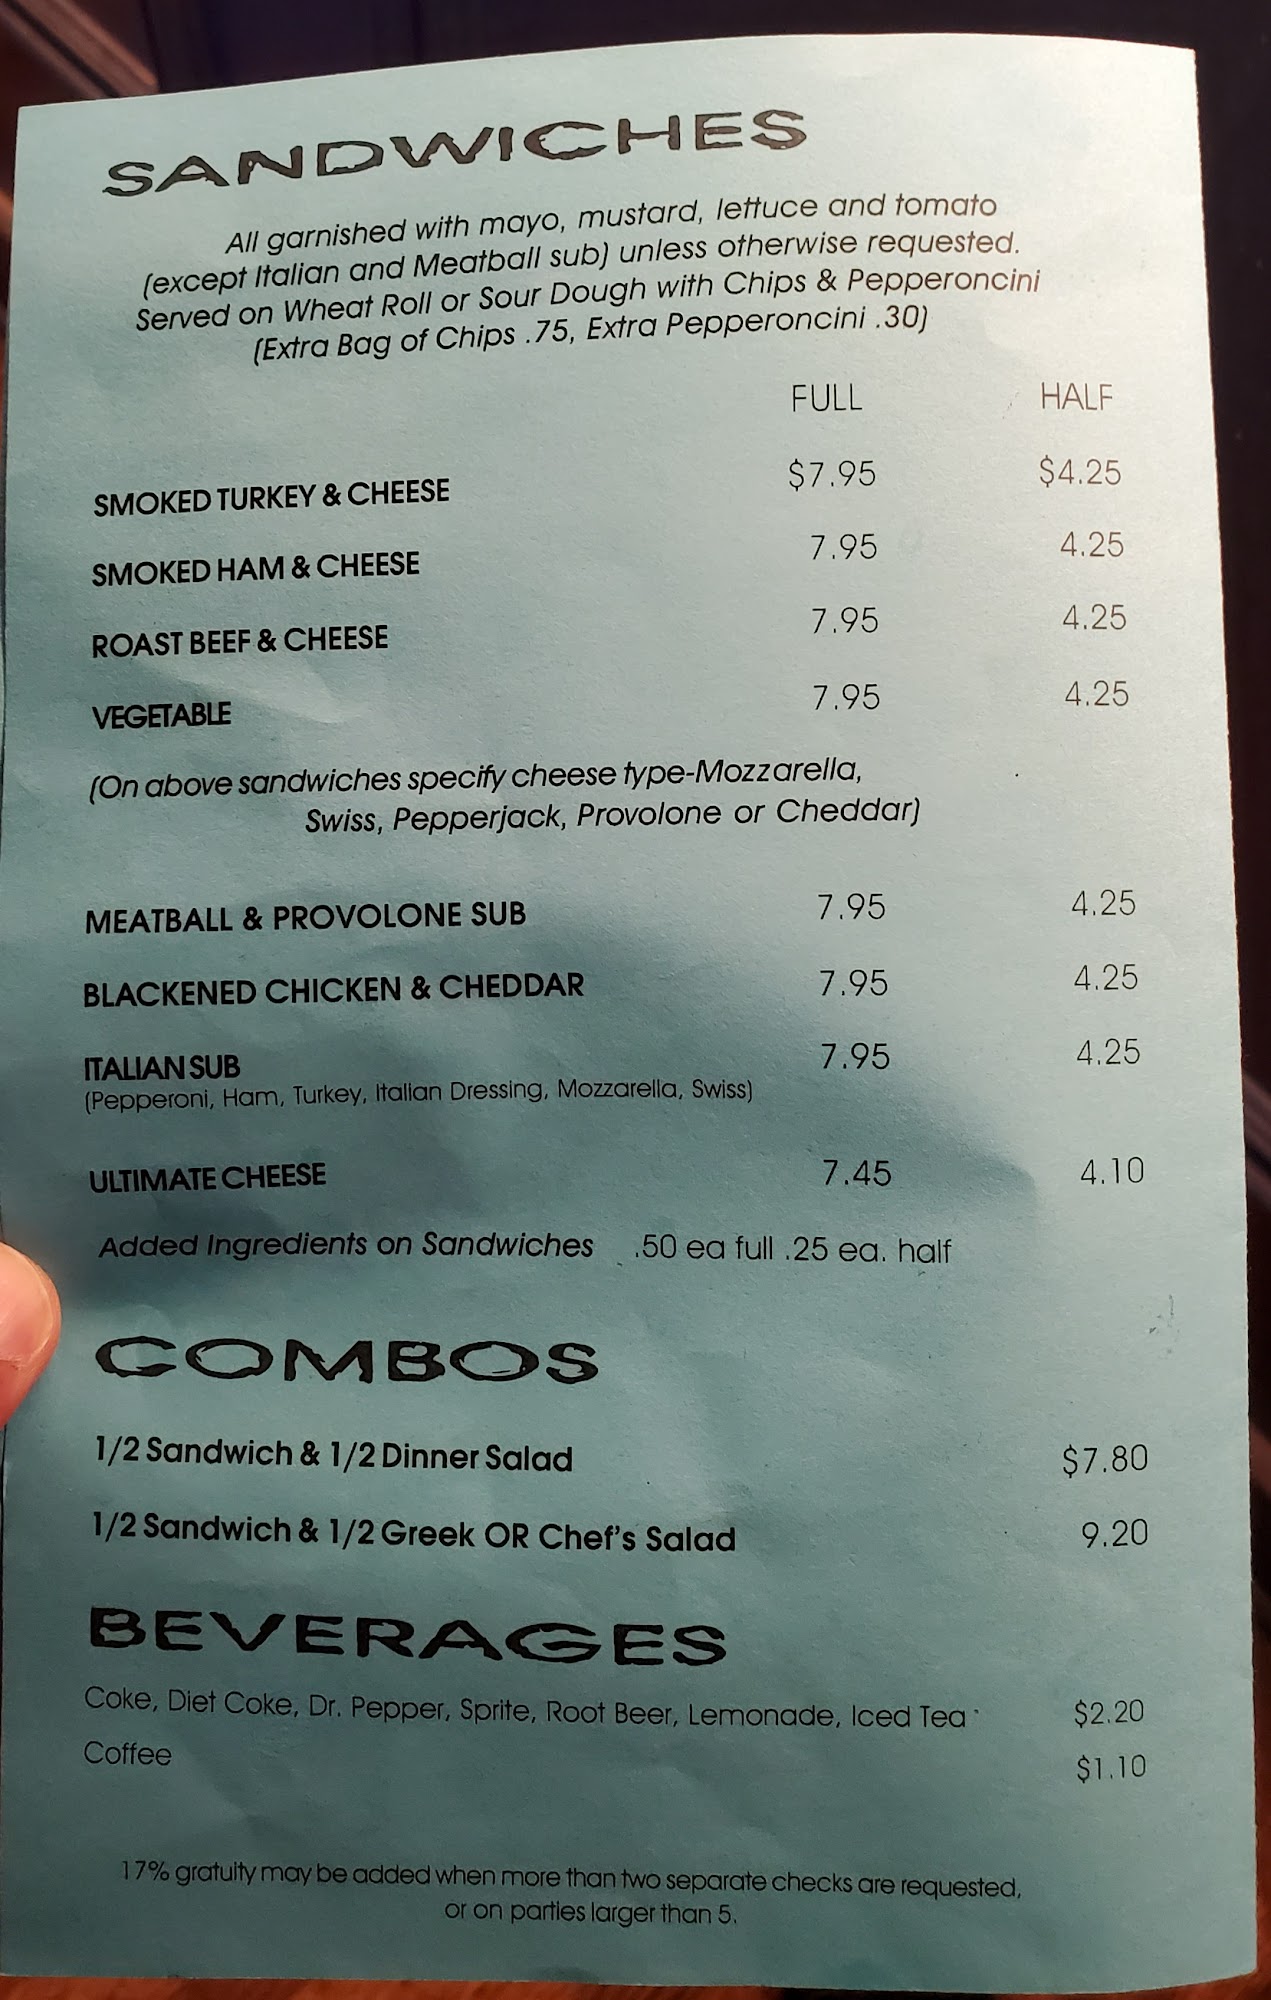 SANDWICHES
All garnished with mayo, mustard, lettuce and tomato
(except Italian and Meatball sub) unless otherwise requested.
Served on Wheat Roll or Sour Dough with Chips & Pepperoncini
(Extra Bag of Chips .75, Extra Pepperoncini .30)
FULL HALF
SMOKED TURKEY & CHEESE $7.95 $4.25
SMOKED HAM & CHEESE 7.95 4.25
ROAST BEEF & CHEESE 7.95 4.25
VEGETABLE 7.95 4.25
(On above sandwiches specify cheese type-Mozzarella,
Swiss, Pepperjack, Provolone or Cheddar)
MEATBALL & PROVOLONE SUB 7.95 4.25
BLACKENED CHICKEN & CHEDDAR 7.95 4.25
ITALIAN SUB 7.95 4.25
(Pepperoni, Ham, Turkey, Italian Dressing, Mozzarella, Swiss)
ULTIMATE CHEESE 7.45 4.10
Added Ingredients on Sandwiches .50 ea full .25 ea. half
COMBOS
1/2 Sandwich & 1/2 Dinner Salad $7.80
1/2 Sandwich & 1/2 Greek OR Chef's Salad 9.20
BEVERAGES
Coke, Diet Coke, Dr. Pepper, Sprite, Root Beer, Lemonade, Iced Tea $2.20
Coffee $1.10
17% gratuity may be added when more than two separate checks are requested,
or on parties larger than 5.